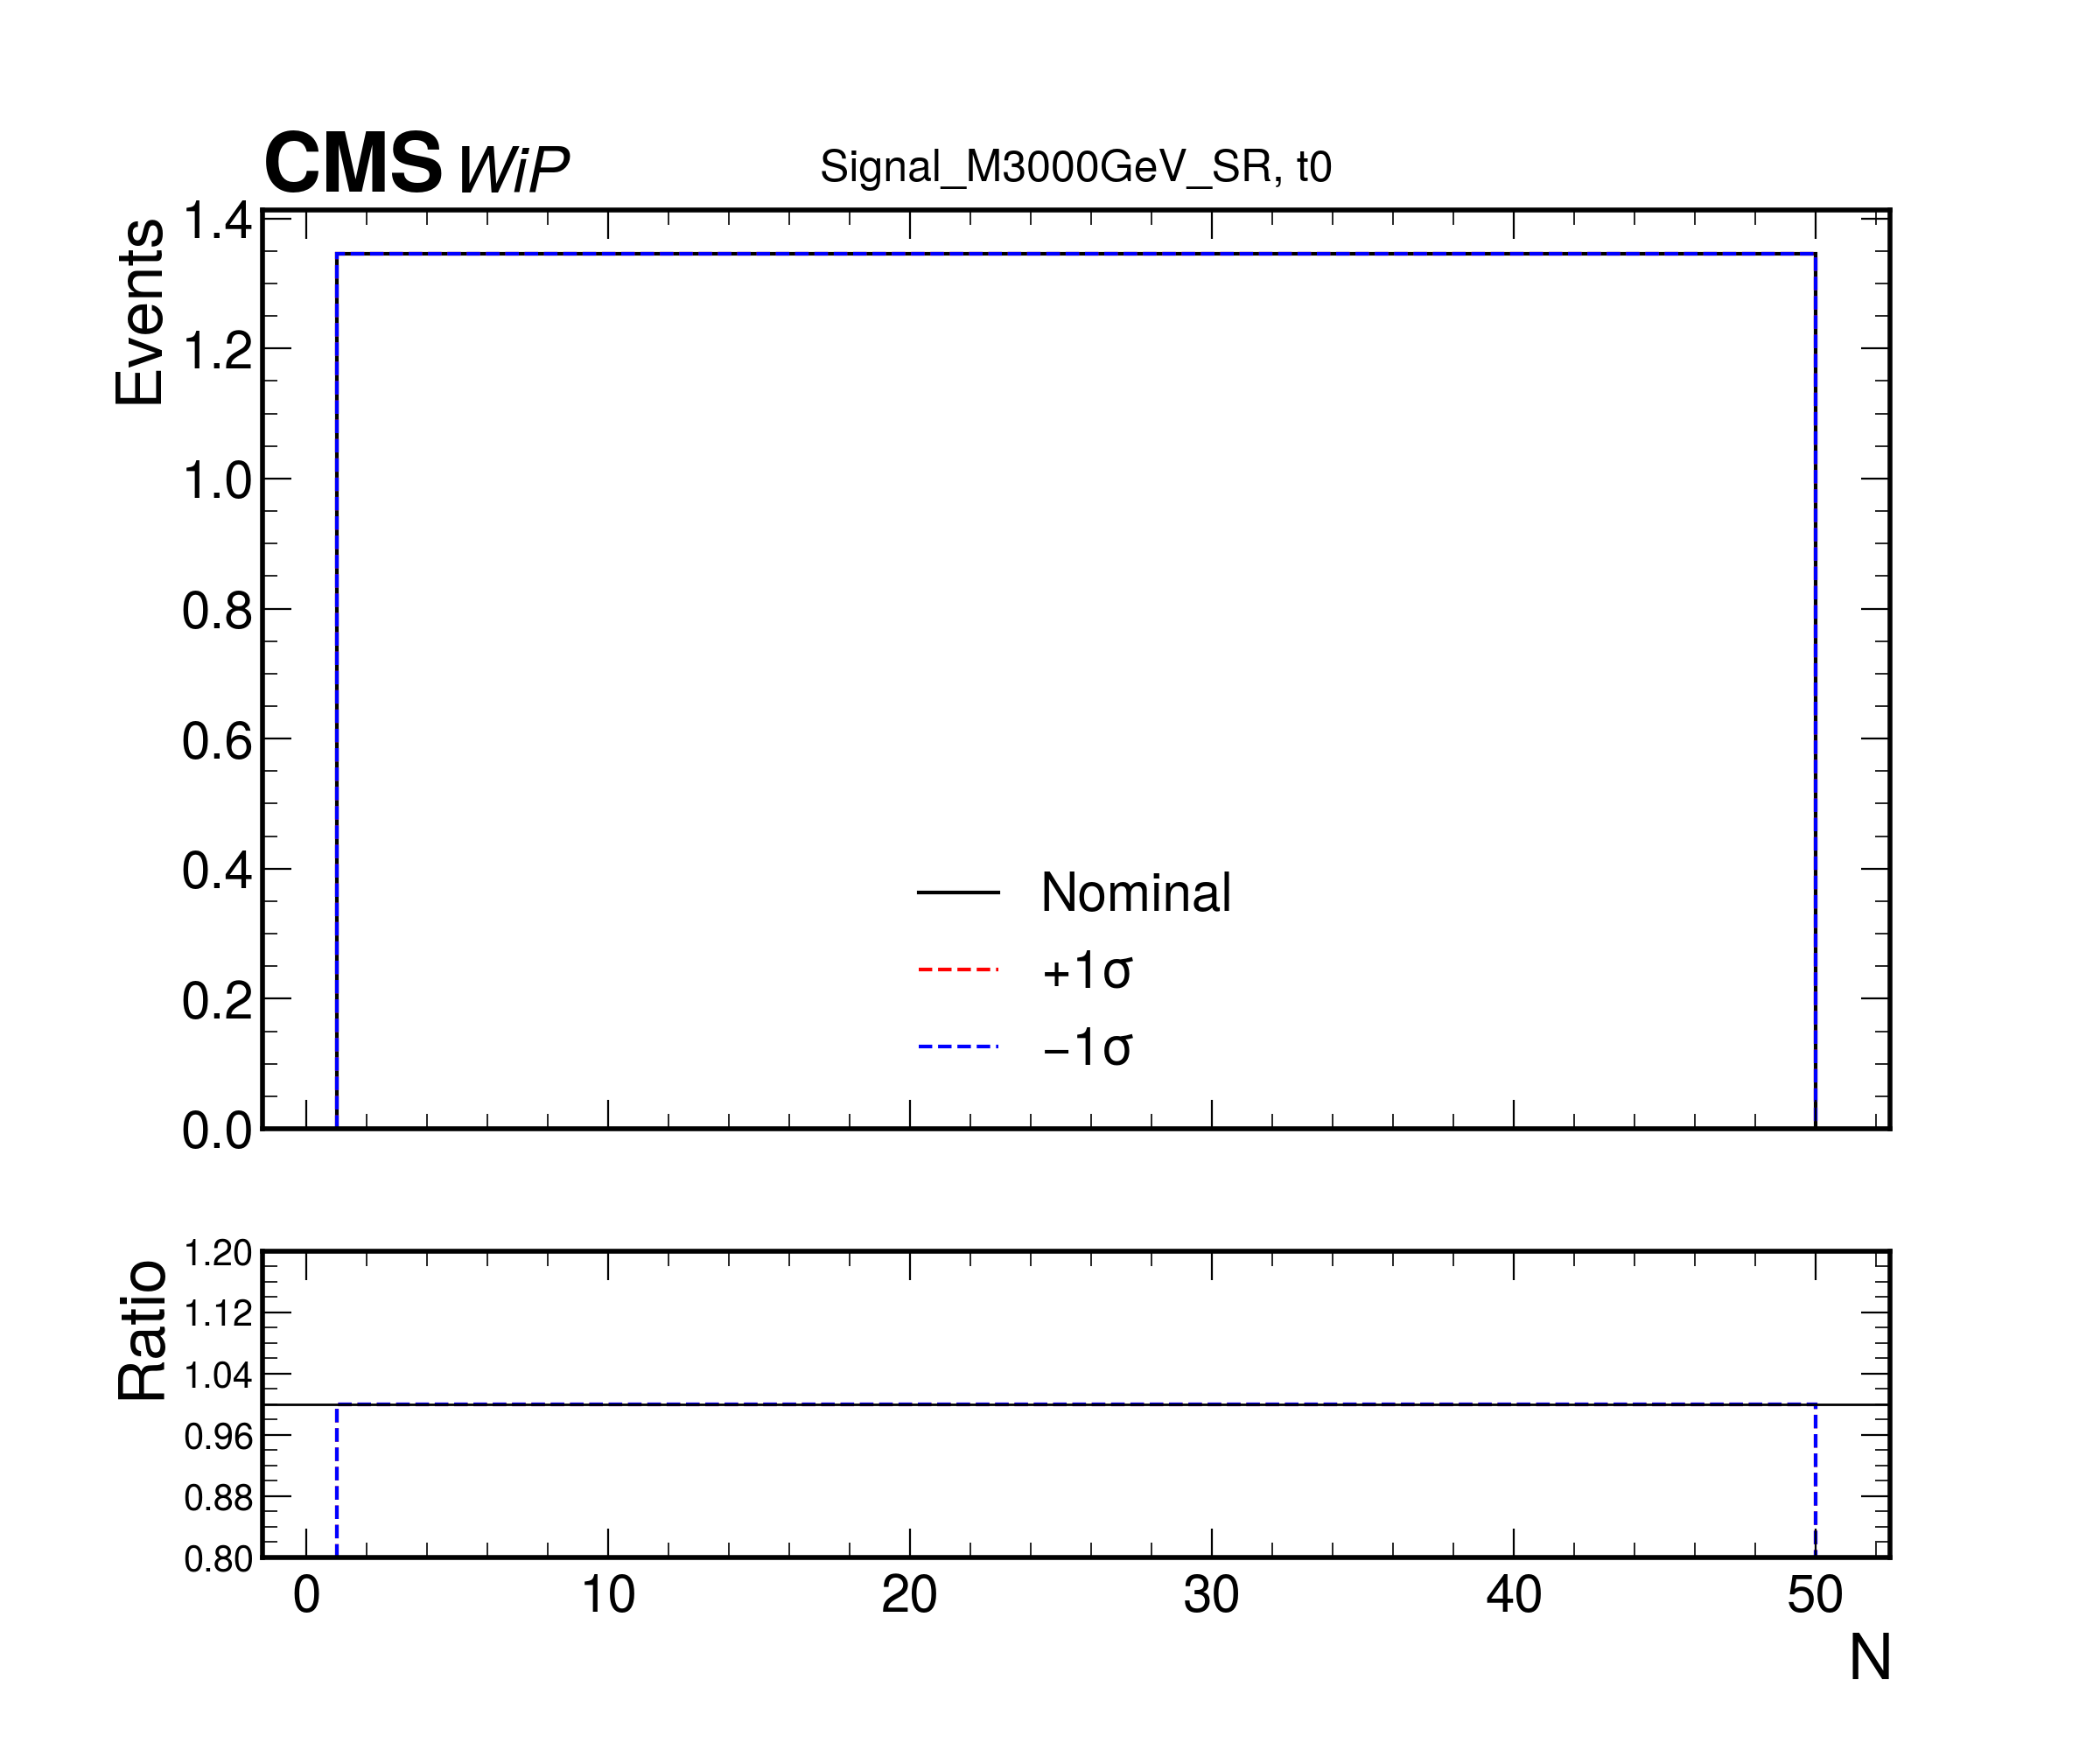 CMS WiP
Signal_M3000GeV_SR, t0
Events
1.4
1.2
1.0
0.8
0.6
0.4
0.2
0.0
Nominal
+1σ
−1σ
Ratio
1.20
1.12
1.04
0.96
0.88
0.80
0 10 20 30 40 50
N